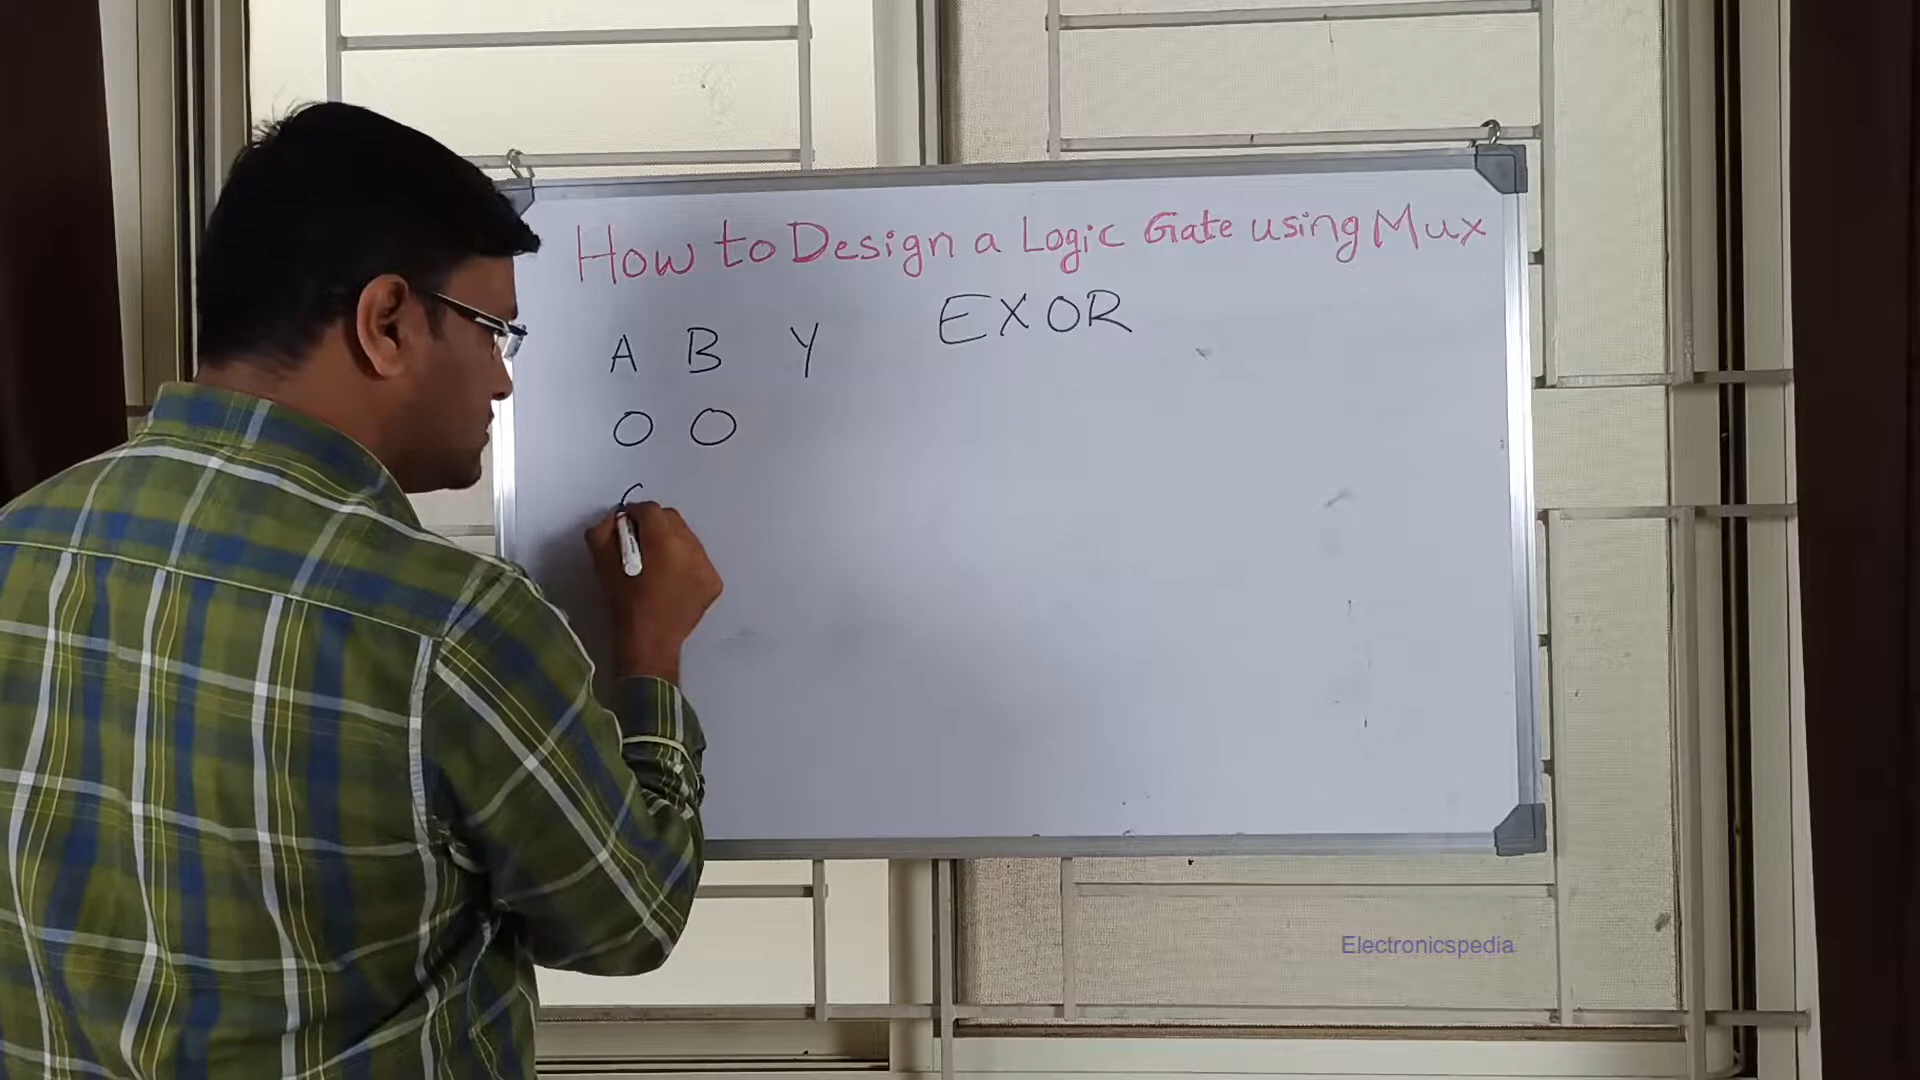 How to Design a Logic Gate using Mux
EXOR
A B Y
0 0
Electronicspedia